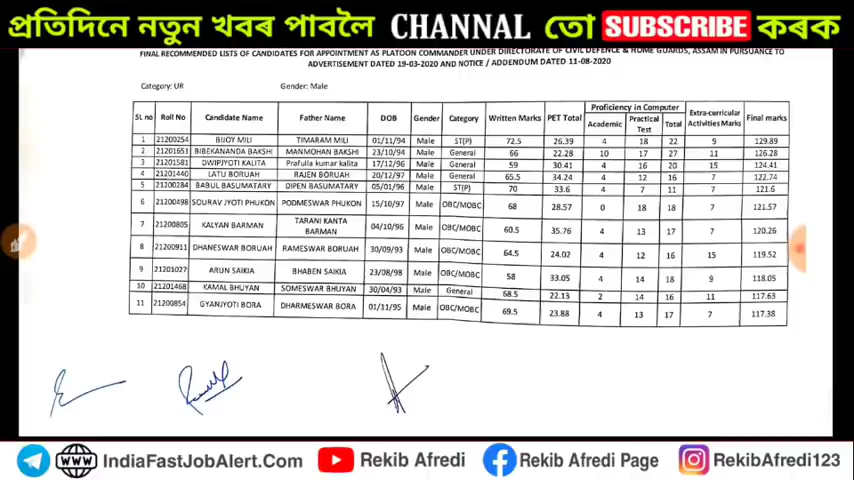 প্ৰতিদিনে নতুন খবৰ পাবলৈ CHANNAL তো SUBSCRIBE কৰক
FINAL RECOMMENDED LISTS OF CANDIDATES FOR APPOINTMENT AS PLATOON COMMANDER UNDER DIRECTORATE OF CIVIL DEFENCE & HOME GUARDS, ASSAM IN PURSUANCE TO
ADVERTISEMENT DATED 19-03-2020 AND NOTICE / ADDENDUM DATED 11-08-2020
Category: UR Gender: Male
SL no Roll No Candidate Name Father Name DOB Gender Category Written Marks PET Total Proficiency in Computer Academic Practical Test Total Extra-curricular Activities Marks Final marks
1 21200254 BIJOY MILI TIMARAM MILI 01/11/94 Male ST(P) 72.5 26.39 4 18 22 9 129.89
2 21201651 BIBEKANANDA BAKSHI MANMOHAN BAKSHI 23/10/94 Male General 66 22.28 10 17 27 11 126.28
3 21201581 DWIPJYOTI KALITA Prafulla kumar kalita 17/12/96 Male General 59 30.41 4 16 20 15 124.41
4 21201440 LATU BORUAH RAJEN BORUAH 20/12/97 Male General 65.5 34.24 4 12 16 7 122.74
5 21200284 BABUL BASUMATARY DIPEN BASUMATARY 05/01/96 Male ST(P) 70 33.6 4 7 11 7 121.6
6 21200498 SOURAV JYOTI PHUKON PODMESWAR PHUKON 15/10/97 Male OBC/MOBC 68 28.57 0 18 18 7 121.57
7 21200805 KALYAN BARMAN TARANI KANTA BARMAN 04/10/96 Male OBC/MOBC 60.5 35.76 4 13 17 7 120.26
8 21200911 DHANESWAR BORUAH RAMESWAR BORUAH 30/09/93 Male OBC/MOBC 64.5 24.02 4 12 16 15 119.52
9 21201027 ARUN SAIKIA BHABEN SAIKIA 23/08/98 Male OBC/MOBC 58 33.05 4 14 18 9 118.05
10 21201468 KAMAL BHUYAN SOMESWAR BHUYAN 30/04/93 Male General 68.5 22.13 2 14 16 11 117.63
11 21200854 GYANJYOTI BORA DHARMESWAR BORA 01/11/95 Male OBC/MOBC 69.5 23.88 4 13 17 7 117.38
IndiaFastJobAlert.Com Rekib Afredi Rekib Afredi Page RekibAfredi123